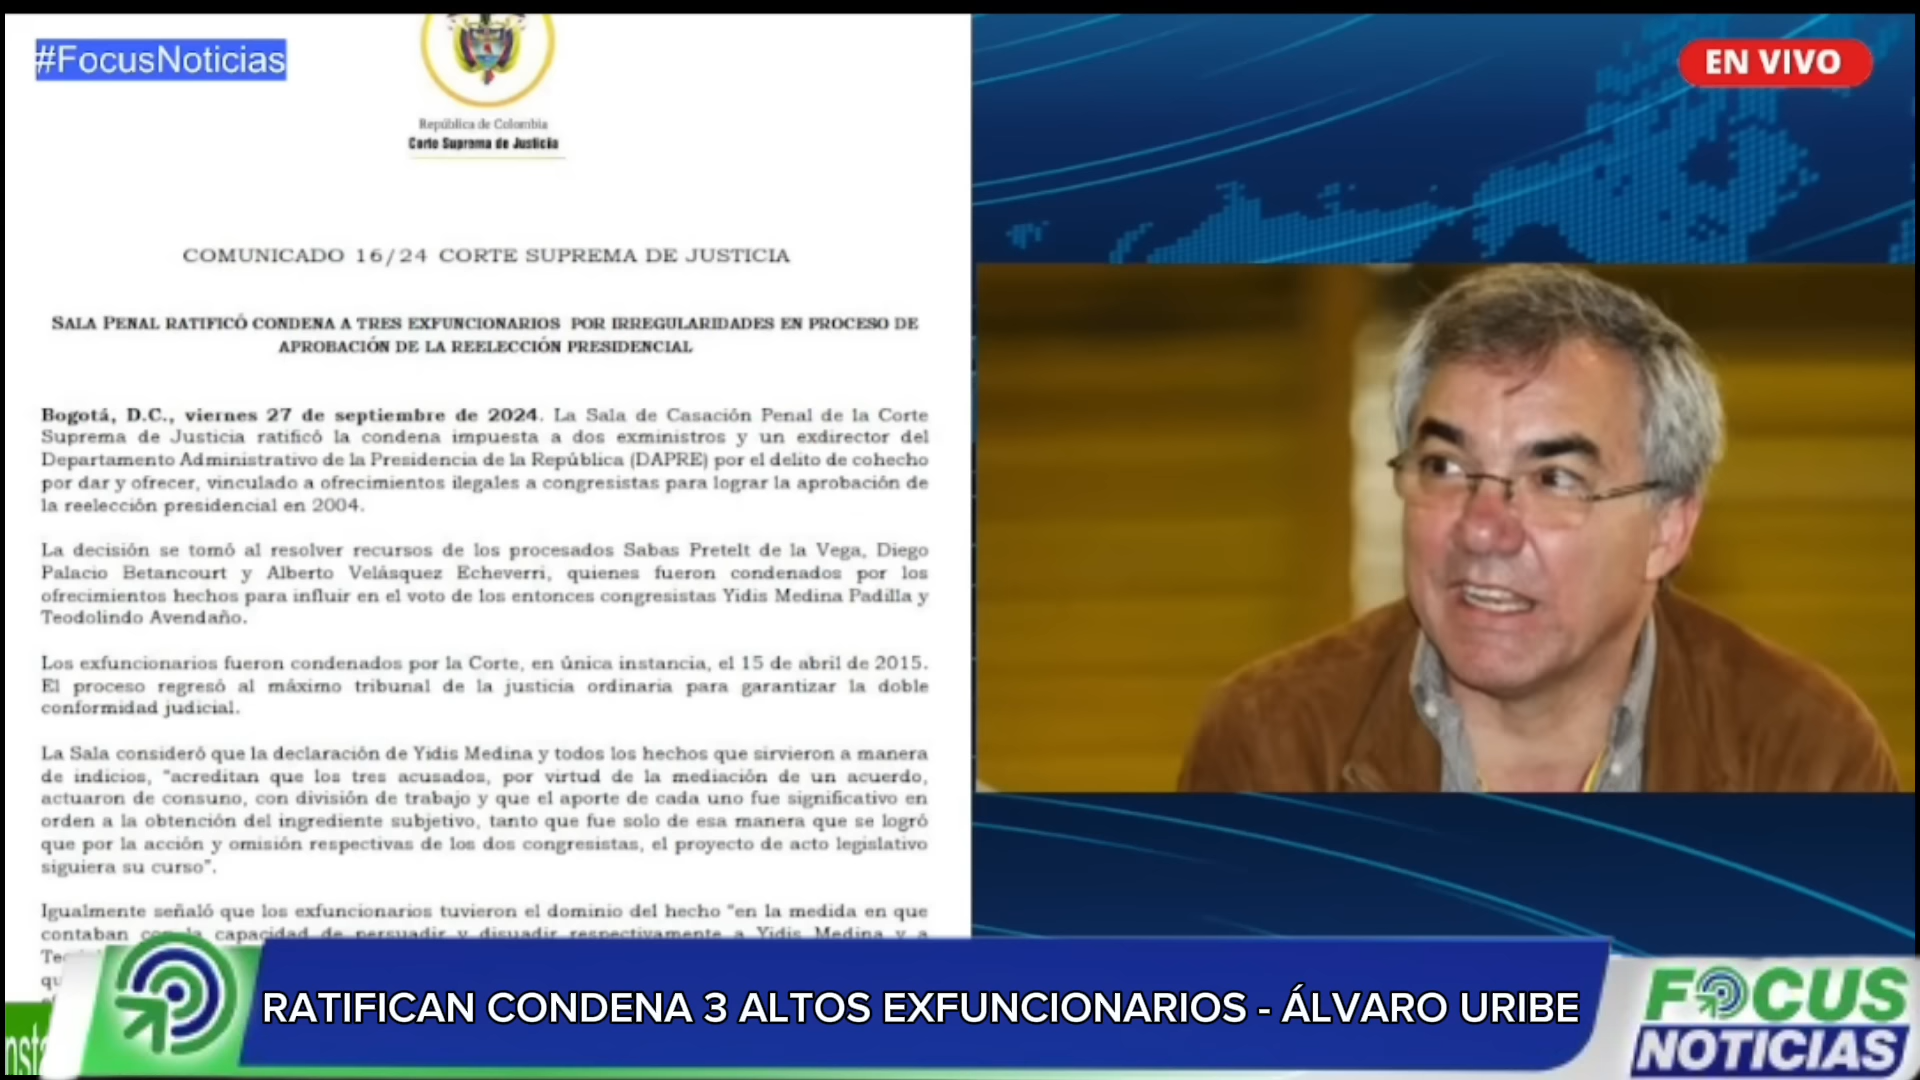 #FocusNoticias
EN VIVO
República de Colombia
Corte Suprema de Justicia
COMUNICADO 16/24 CORTE SUPREMA DE JUSTICIA
SALA PENAL RATIFICÓ CONDENA A TRES EXFUNCIONARIOS POR IRREGULARIDADES EN PROCESO DE
APROBACIÓN DE LA REELECCIÓN PRESIDENCIAL
Bogotá, D.C., viernes 27 de septiembre de 2024. La Sala de Casación Penal de la Corte
Suprema de Justicia ratificó la condena impuesta a dos exministros y un exdirector del
Departamento Administrativo de la Presidencia de la República (DAPRE) por el delito de cohecho
por dar y ofrecer, vinculado a ofrecimientos ilegales a congresistas para lograr la aprobación de
la reelección presidencial en 2004.
La decisión se tomó al resolver recursos de los procesados Sabas Pretelt de la Vega, Diego
Palacio Betancourt y Alberto Velásquez Echeverri, quienes fueron condenados por los
ofrecimientos hechos para influir en el voto de los entonces congresistas Yidis Medina Padilla y
Teodolindo Avendaño.
Los exfuncionarios fueron condenados por la Corte, en única instancia, el 15 de abril de 2015.
El proceso regresó al máximo tribunal de la justicia ordinaria para garantizar la doble
conformidad judicial.
La Sala consideró que la declaración de Yidis Medina y todos los hechos que sirvieron a manera
de indicios, "acreditan que los tres acusados, por virtud de la mediación de un acuerdo,
actuaron de consuno, con división de trabajo y que el aporte de cada uno fue significativo en
orden a la obtención del ingrediente subjetivo, tanto que fue solo de esa manera que se logró
que por la acción y omisión respectivas de los dos congresistas, el proyecto de acto legislativo
siguiera su curso".
Igualmente señaló que los exfuncionarios tuvieron el dominio del hecho "en la medida en que
contaban con la capacidad de persuadir y disuadir respectivamente a Yidis Medina y a
RATIFICAN CONDENA 3 ALTOS EXFUNCIONARIOS - ÁLVARO URIBE
FOCUS
NOTICIAS